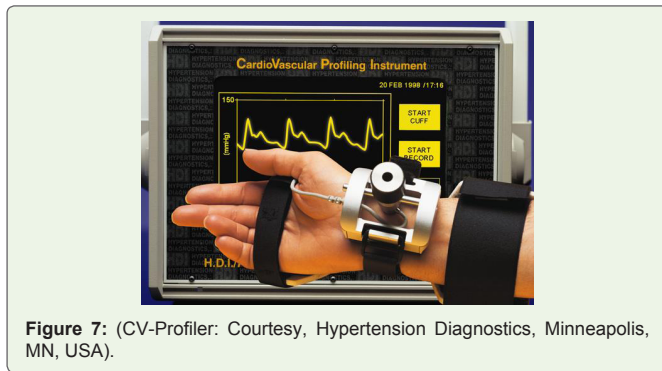 CardioVascular Profiling Instrument
20 FEB 1998 /17:16
150
(mmHg)
START
CUFF
START
RECORD
H.D.I./
HDI HYPERTENSION DIAGNOSTICS,
Figure 7: (CV-Profiler: Courtesy, Hypertension Diagnostics, Minneapolis,
MN, USA).